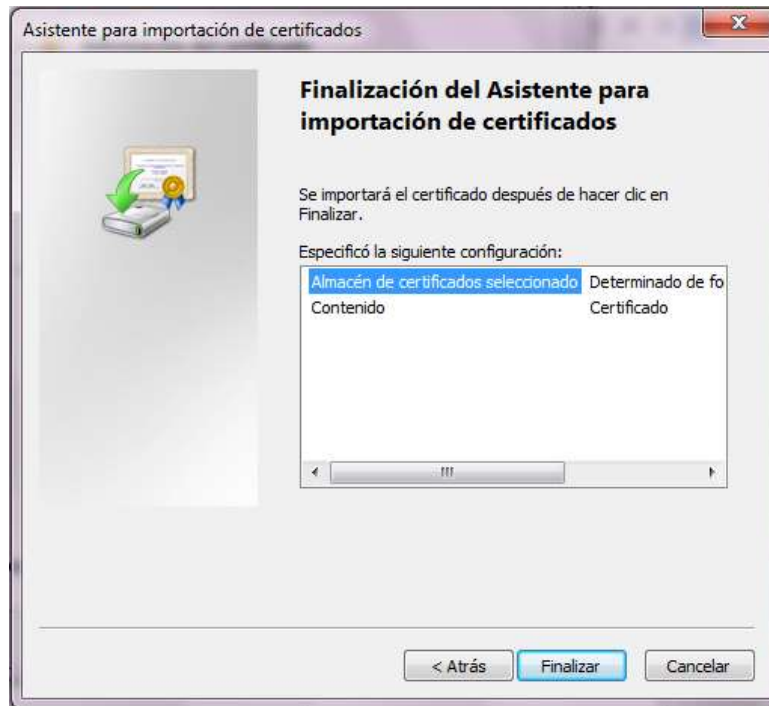 Asistente para importación de certificados
Finalización del Asistente para
importación de certificados
Se importará el certificado después de hacer clic en
Finalizar.
Especificó la siguiente configuración:
Almacén de certificados seleccionado Determinado de fo
Contenido Certificado
< Atrás Finalizar Cancelar